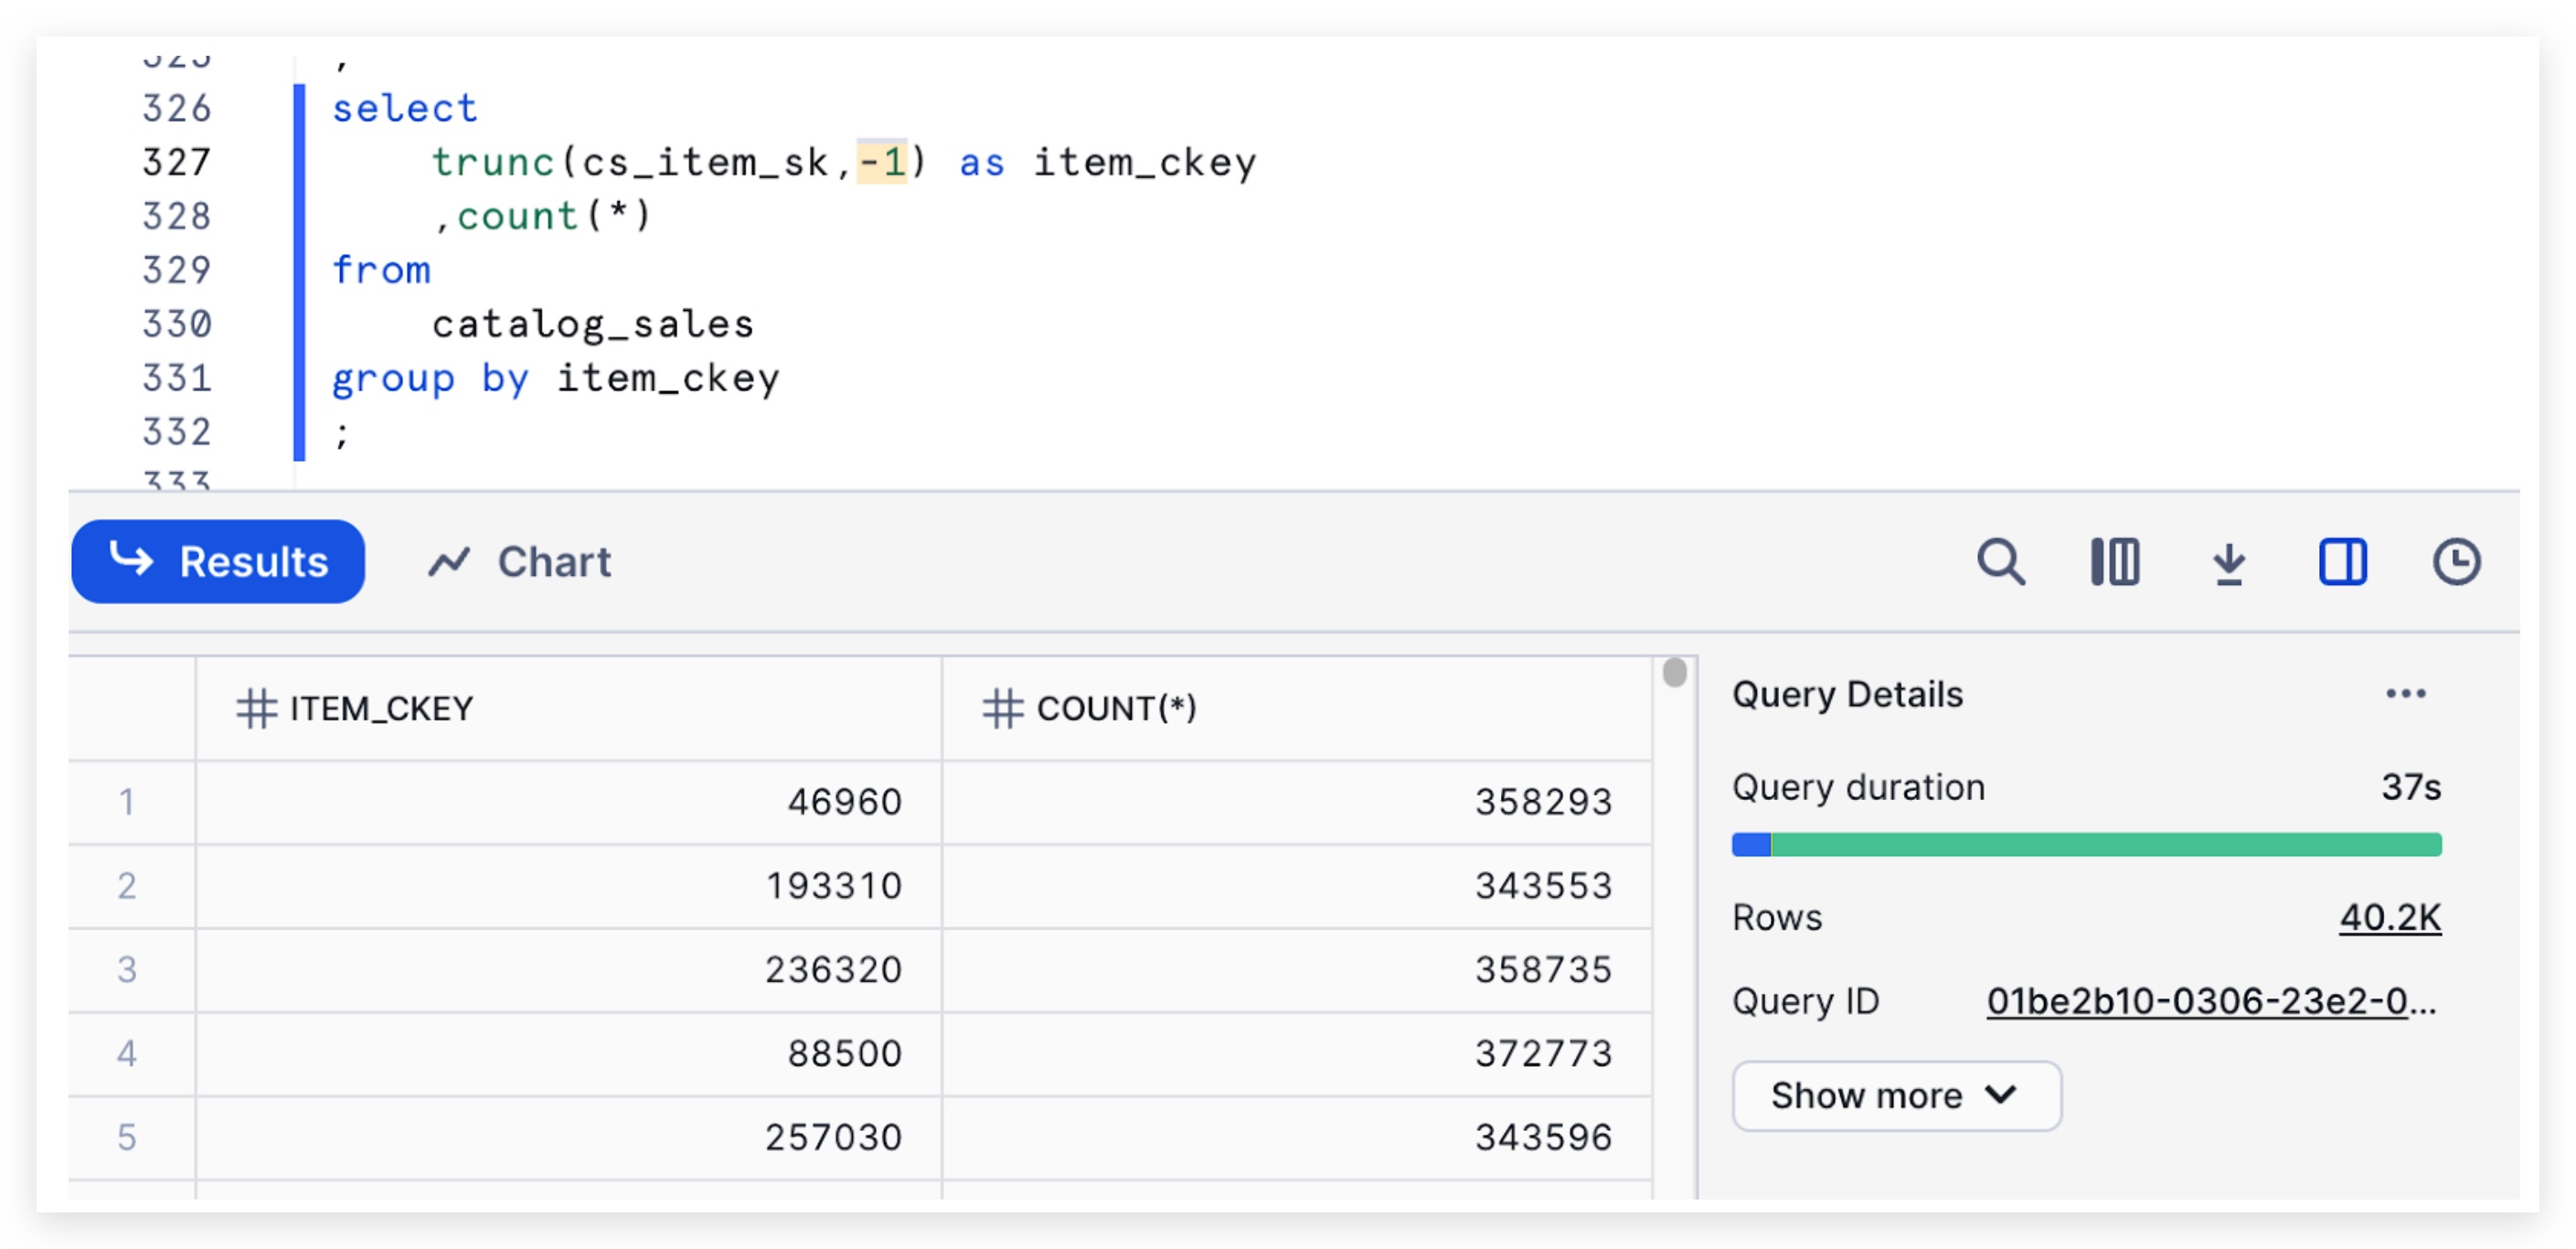 325 ,
326 select
327 trunc(cs_item_sk,-1) as item_ckey
328 ,count(*)
329 from
330 catalog_sales
331 group by item_ckey
332 ;
333
Results Chart
ITEM_CKEY COUNT(*)
1 46960 358293
2 193310 343553
3 236320 358735
4 88500 372773
5 257030 343596
Query Details
Query duration 37s
Rows 40.2K
Query ID 01be2b10-0306-23e2-0...
Show more